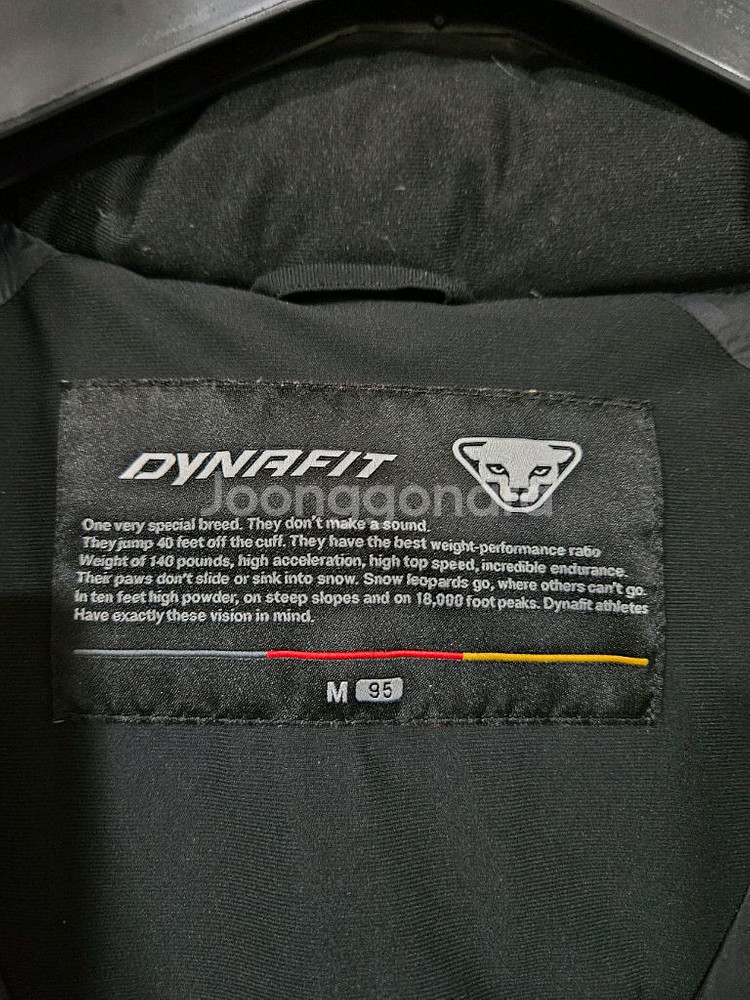 DYNAFIT
Joonggonara
One very special breed. They don't make a sound.
They jump 40 feet off the cuff. They have the best weight-performance ratio
Weight of 140 pounds, high acceleration, high top speed, incredible endurance.
Their paws don't slide or sink into snow. Snow leopards go, where others can't go.
In ten feet high powder, on steep slopes and on 18,000 foot peaks. Dynafit athletes
Have exactly these vision in mind.
M 95